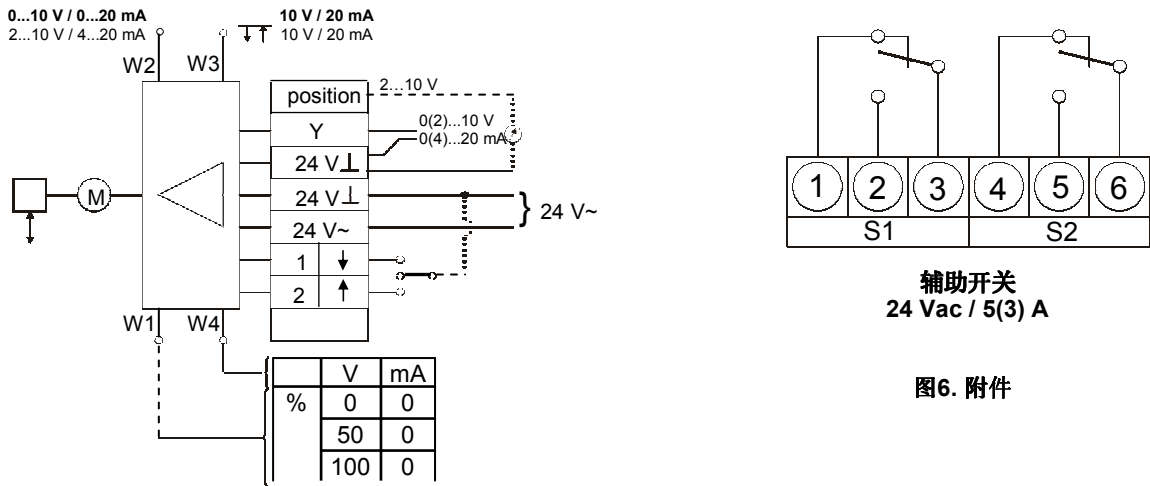 0...10 V / 0...20 mA
2...10 V / 4...20 mA
10 V / 20 mA
10 V / 20 mA
W2
W3
position
2...10 V
Y
0(2)...10 V
0(4)...20 mA
24 V⊥
24 V⊥
24 V~
24 V~
M
1 ↓
2 ↑
W1
W4
V mA
% 0 0
50 0
100 0
1 2 3 4 5 6
S1 S2
辅助开关
24 Vac / 5(3) A
图6. 附件